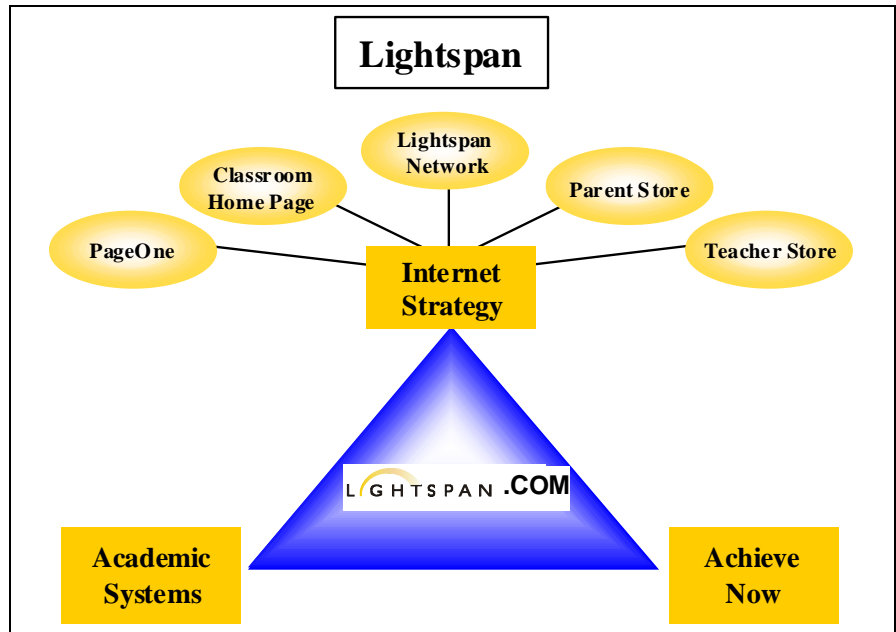 Lightspan
Lightspan
Network
Classroom
Home Page
Parent Store
PageOne
Teacher Store
Internet
Strategy
LIGHTSPAN .COM
Academic
Systems
Achieve
Now